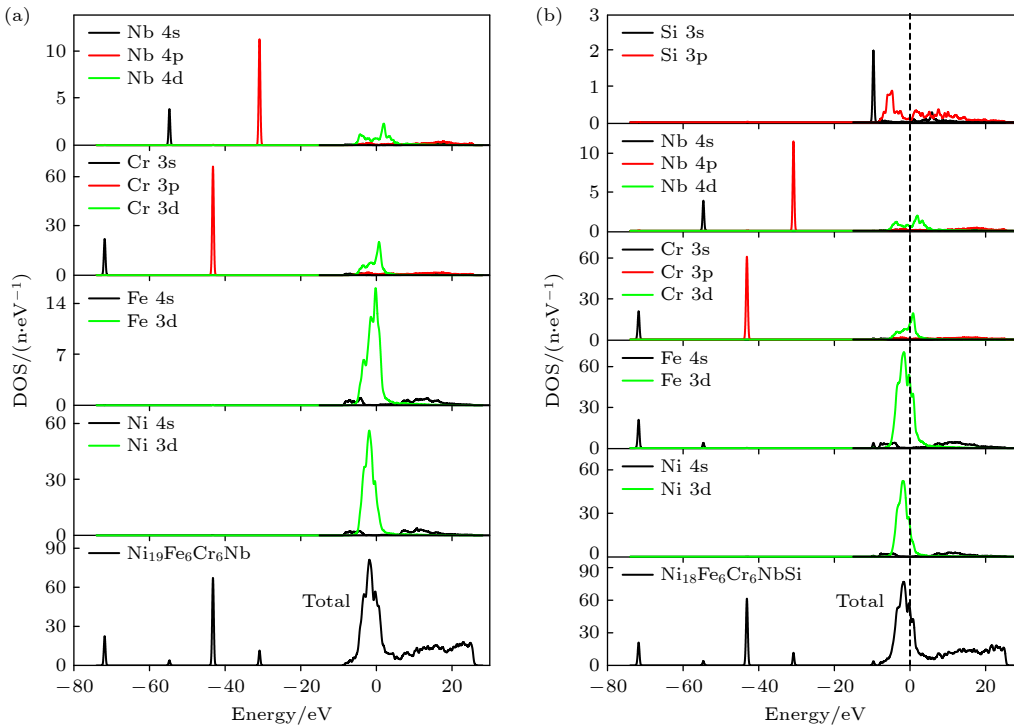 (a)
Nb 4s
Nb 4p
Nb 4d
10
5
0
Cr 3s
Cr 3p
Cr 3d
60
30
0
Fe 4s
Fe 3d
14
7
0
Ni 4s
Ni 3d
60
30
0
Ni₁₉Fe₆Cr₆Nb
Total
90
60
30
0
−80 −60 −40 −20 0 20
Energy/eV
DOS/(n·eV⁻¹)
(b)
Si 3s
Si 3p
3
2
1
0
Nb 4s
Nb 4p
Nb 4d
10
5
0
Cr 3s
Cr 3p
Cr 3d
60
30
0
Fe 4s
Fe 3d
60
30
0
Ni 4s
Ni 3d
60
30
0
Ni₁₈Fe₆Cr₆NbSi
Total
90
60
30
0
−80 −60 −40 −20 0 20
Energy/eV
DOS/(n·eV⁻¹)